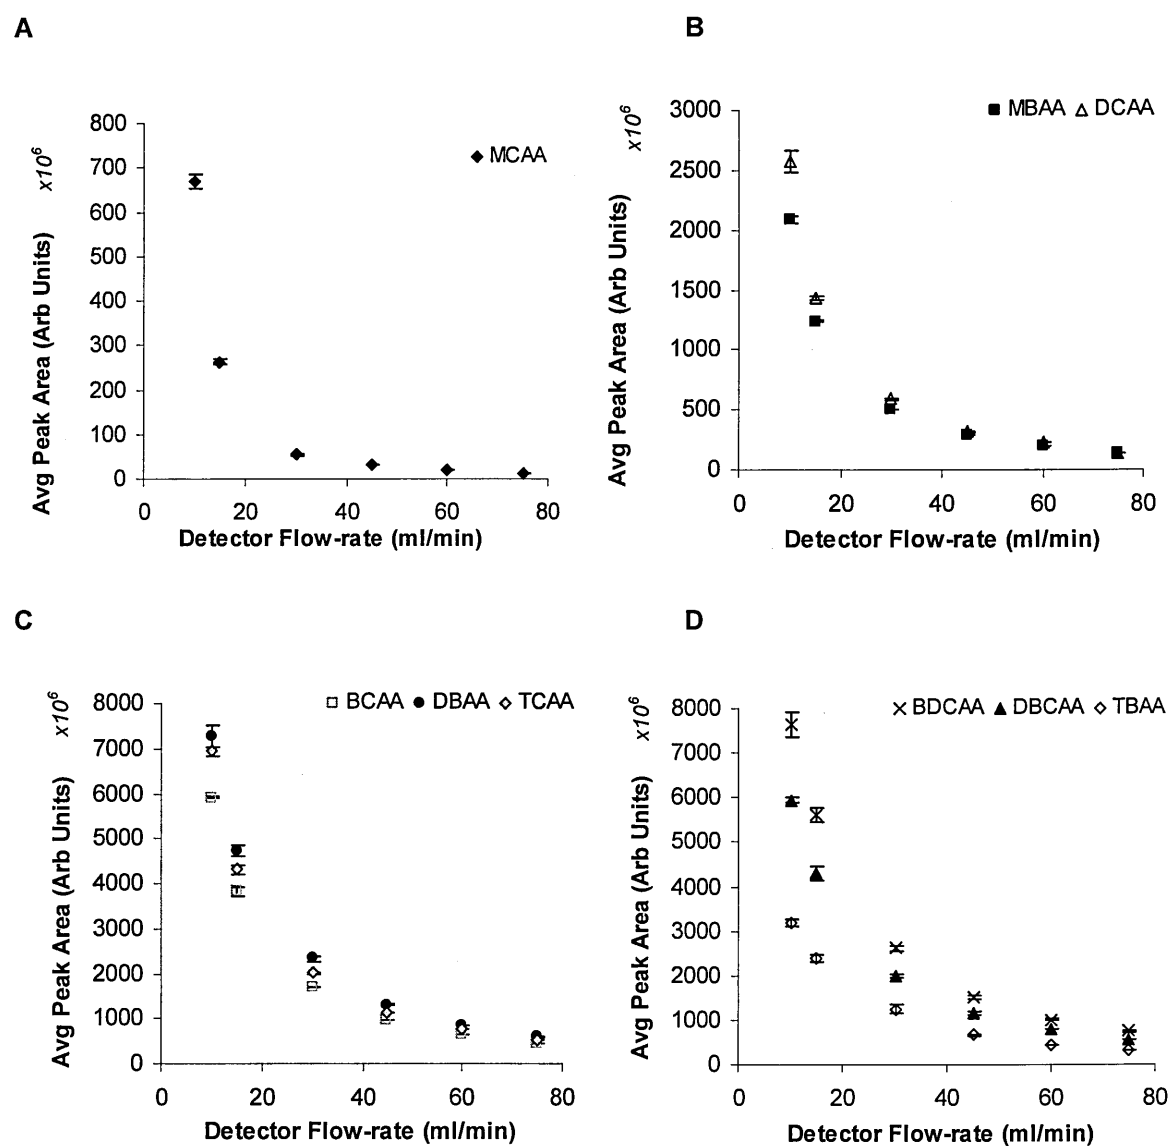 A
x10⁶
Avg Peak Area (Arb Units)
800
700
600
500
400
300
200
100
0
◆ MCAA
0 20 40 60 80
Detector Flow-rate (ml/min)
B
x10⁶
Avg Peak Area (Arb Units)
3000
2500
2000
1500
1000
500
0
■ MBAA △ DCAA
0 20 40 60 80
Detector Flow-rate (ml/min)
C
x10⁶
Avg Peak Area (Arb Units)
8000
7000
6000
5000
4000
3000
2000
1000
0
□ BCAA ● DBAA ◇ TCAA
0 20 40 60 80
Detector Flow-rate (ml/min)
D
x10⁶
Avg Peak Area (Arb Units)
8000
7000
6000
5000
4000
3000
2000
1000
0
× BDCAA ▲ DBCAA ◇ TBAA
0 20 40 60 80
Detector Flow-rate (ml/min)